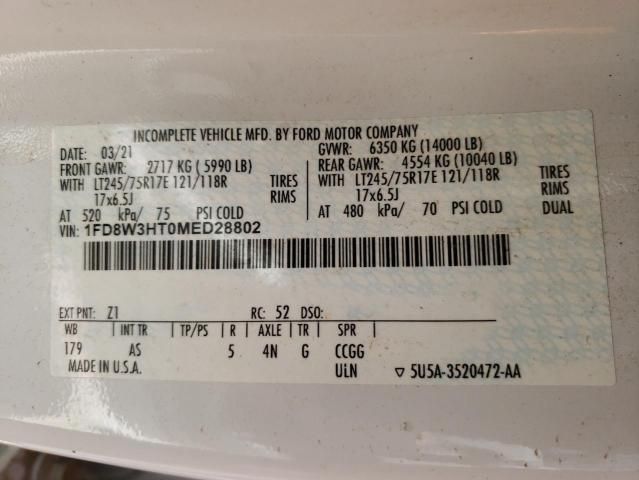 INCOMPLETE VEHICLE MFD. BY FORD MOTOR COMPANY
DATE: 03/21 GVWR: 6350 KG (14000 LB)
FRONT GAWR: 2717 KG ( 5990 LB) REAR GAWR: 4554 KG (10040 LB)
WITH LT245/75R17E 121/118R TIRES WITH LT245/75R17E 121/118R TIRES
17x6.5J RIMS 17x6.5J RIMS
AT 520 kPa/ 75 PSI COLD AT 480 kPa/ 70 PSI COLD DUAL
VIN: 1FD8W3HT0MED28802
EXT PNT: Z1 RC: 52 DSO:
WB INT TR TP/PS R AXLE TR SPR
179 AS 5 4N G CCGG
MADE IN U.S.A. UiLN ▽ 5U5A-3520472-AA